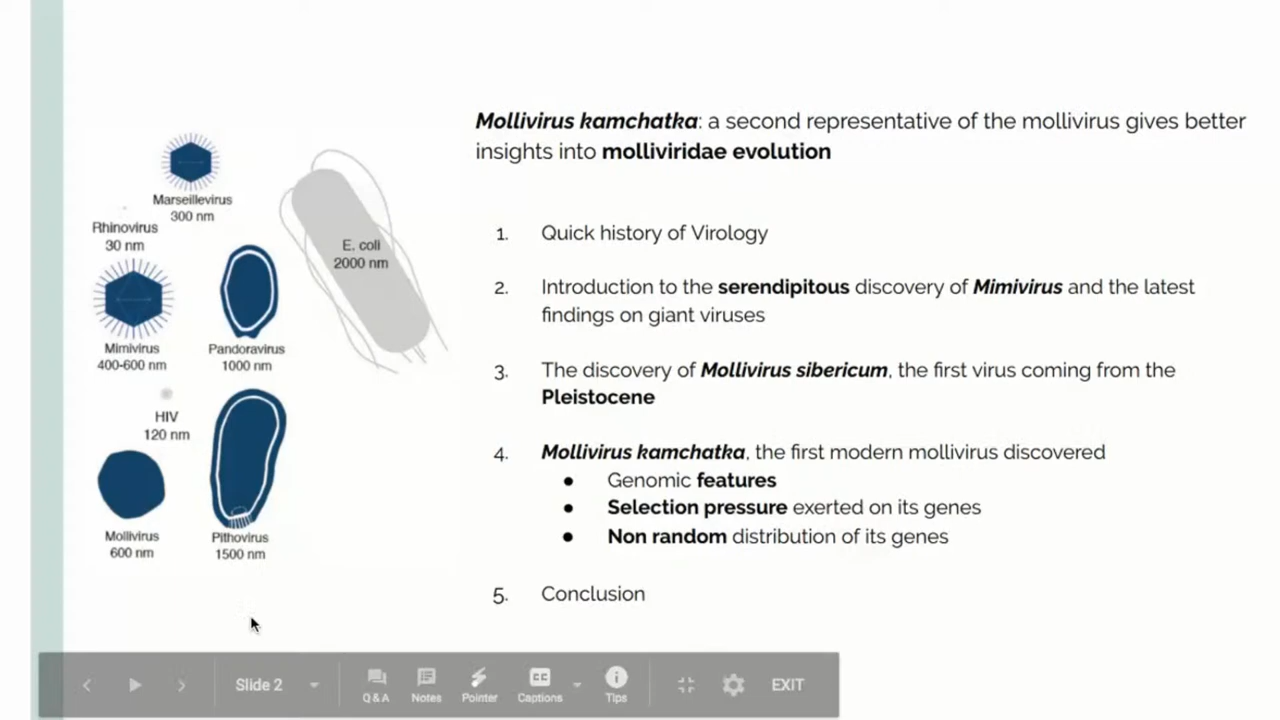 Mollivirus kamchatka: a second representative of the mollivirus gives better
insights into molliviridae evolution
Marseillevirus
300 nm
Rhinovirus
30 nm
E. coli
2000 nm
Mimivirus
400-600 nm
Pandoravirus
1000 nm
HIV
120 nm
Mollivirus
600 nm
Pithovirus
1500 nm
1. Quick history of Virology
2. Introduction to the serendipitous discovery of Mimivirus and the latest
findings on giant viruses
3. The discovery of Mollivirus sibericum, the first virus coming from the
Pleistocene
4. Mollivirus kamchatka, the first modern mollivirus discovered
● Genomic features
● Selection pressure exerted on its genes
● Non random distribution of its genes
5. Conclusion
Slide 2
Q&A
Notes
Pointer
CC
Captions
Tips
EXIT